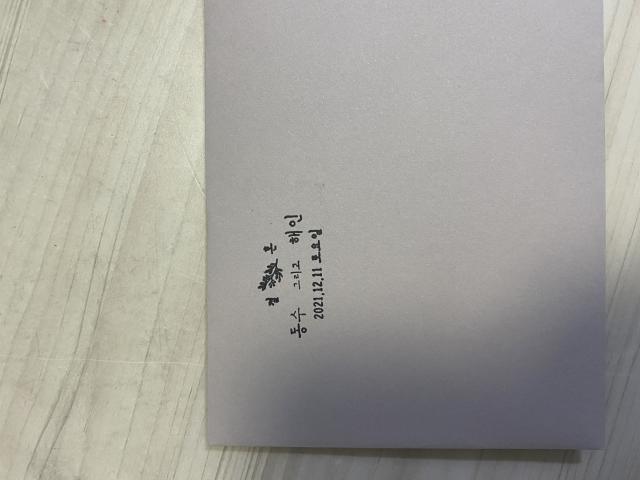 결 혼
동수 그리고 해인
2021.12.11 토요일